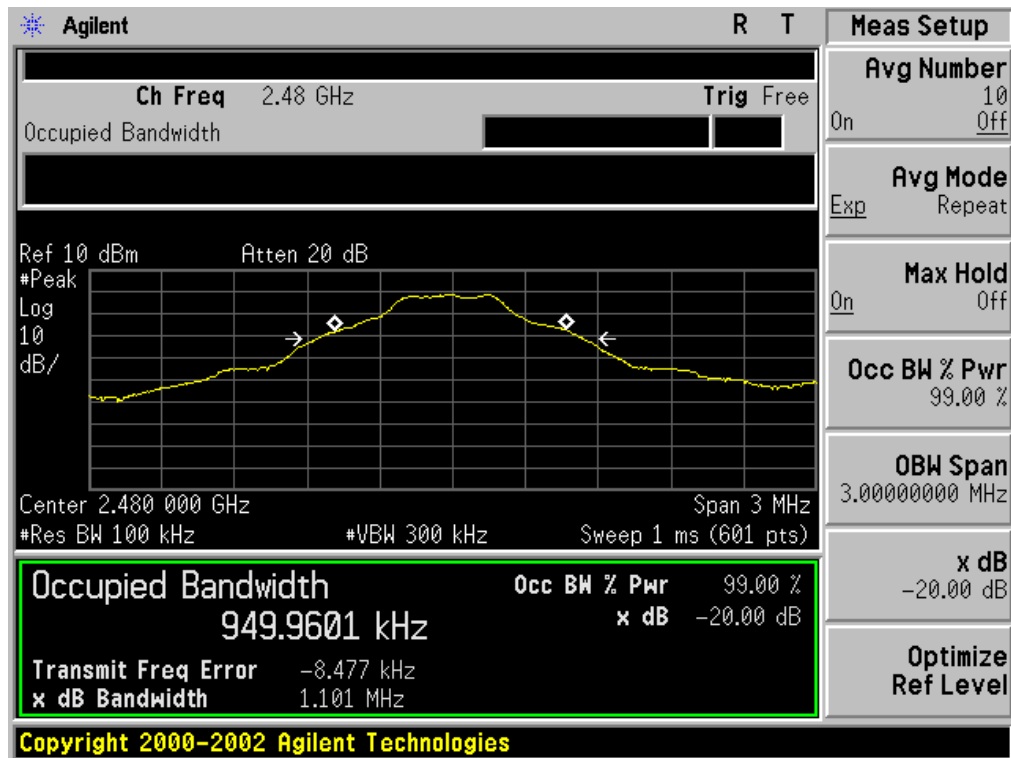 Agilent R T
Ch Freq 2.48 GHz Trig Free
Occupied Bandwidth
Ref 10 dBm Atten 20 dB
#Peak
Log
10
dB/
Center 2.480 000 GHz Span 3 MHz
#Res BW 100 kHz #VBW 300 kHz Sweep 1 ms (601 pts)
Occupied Bandwidth Occ BW % Pwr 99.00 %
949.9601 kHz x dB -20.00 dB
Transmit Freq Error -8.477 kHz
x dB Bandwidth 1.101 MHz
Copyright 2000-2002 Agilent Technologies
Meas Setup
Avg Number
10
On Off
Avg Mode
Exp Repeat
Max Hold
On Off
Occ BW % Pwr
99.00 %
OBW Span
3.00000000 MHz
x dB
-20.00 dB
Optimize
Ref Level